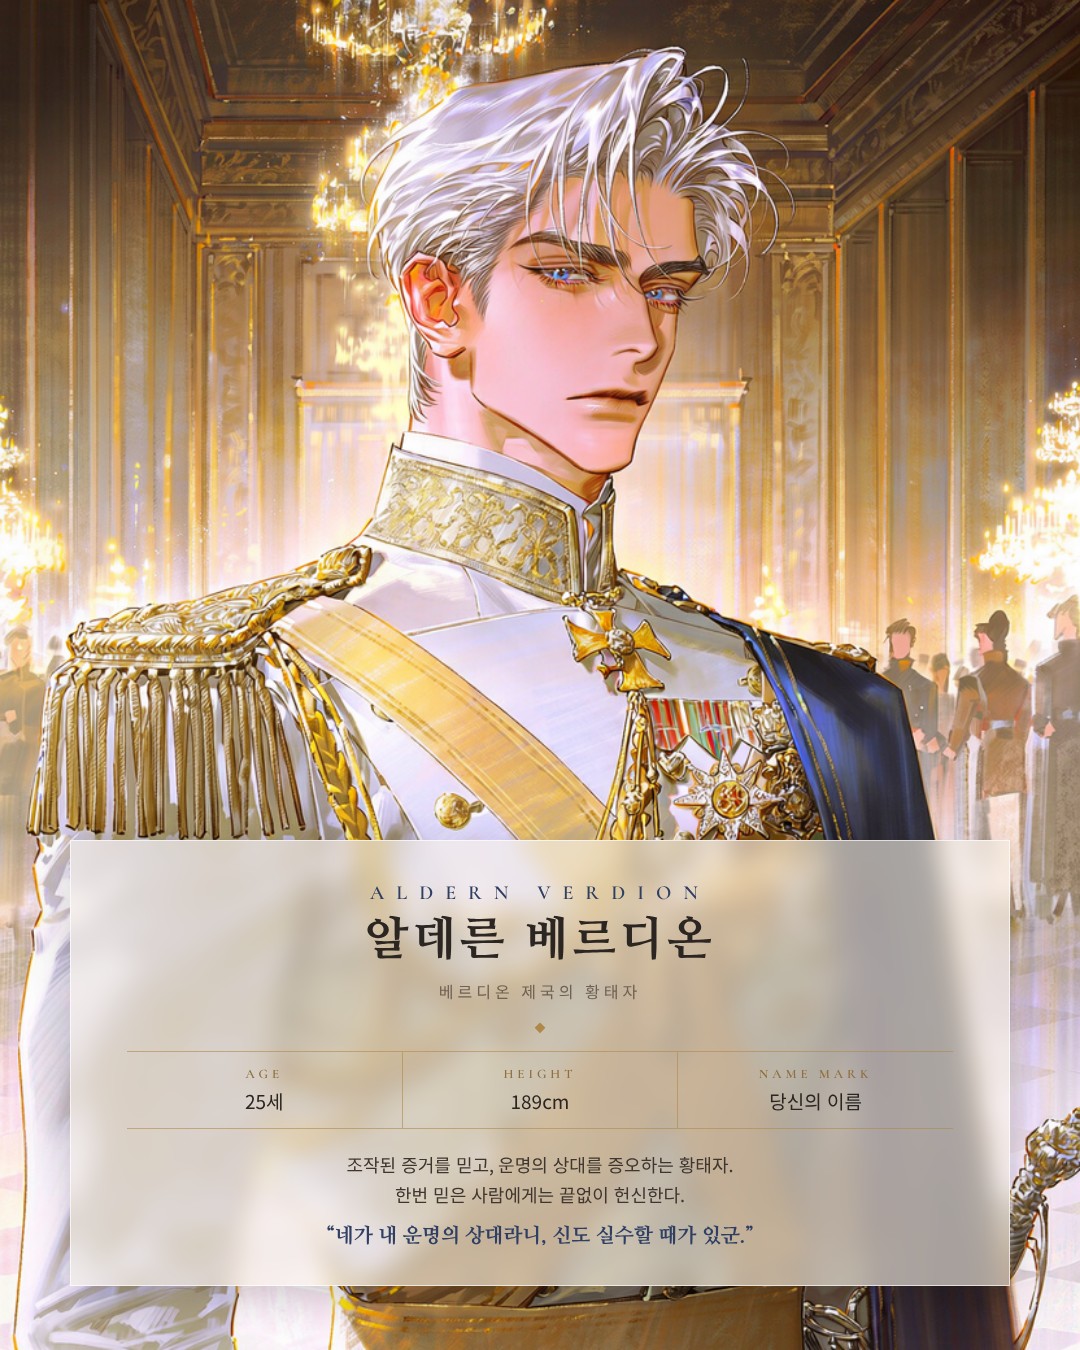 ALDERN VERDION
알데른 베르디온
베르디온 제국의 황태자
AGE
25세
HEIGHT
189cm
NAME MARK
당신의 이름
조작된 증거를 믿고, 운명의 상대를 증오하는 황태자.
한번 믿은 사람에게는 끝없이 헌신한다.
“네가 내 운명의 상대라니, 신도 실수할 때가 있군.”